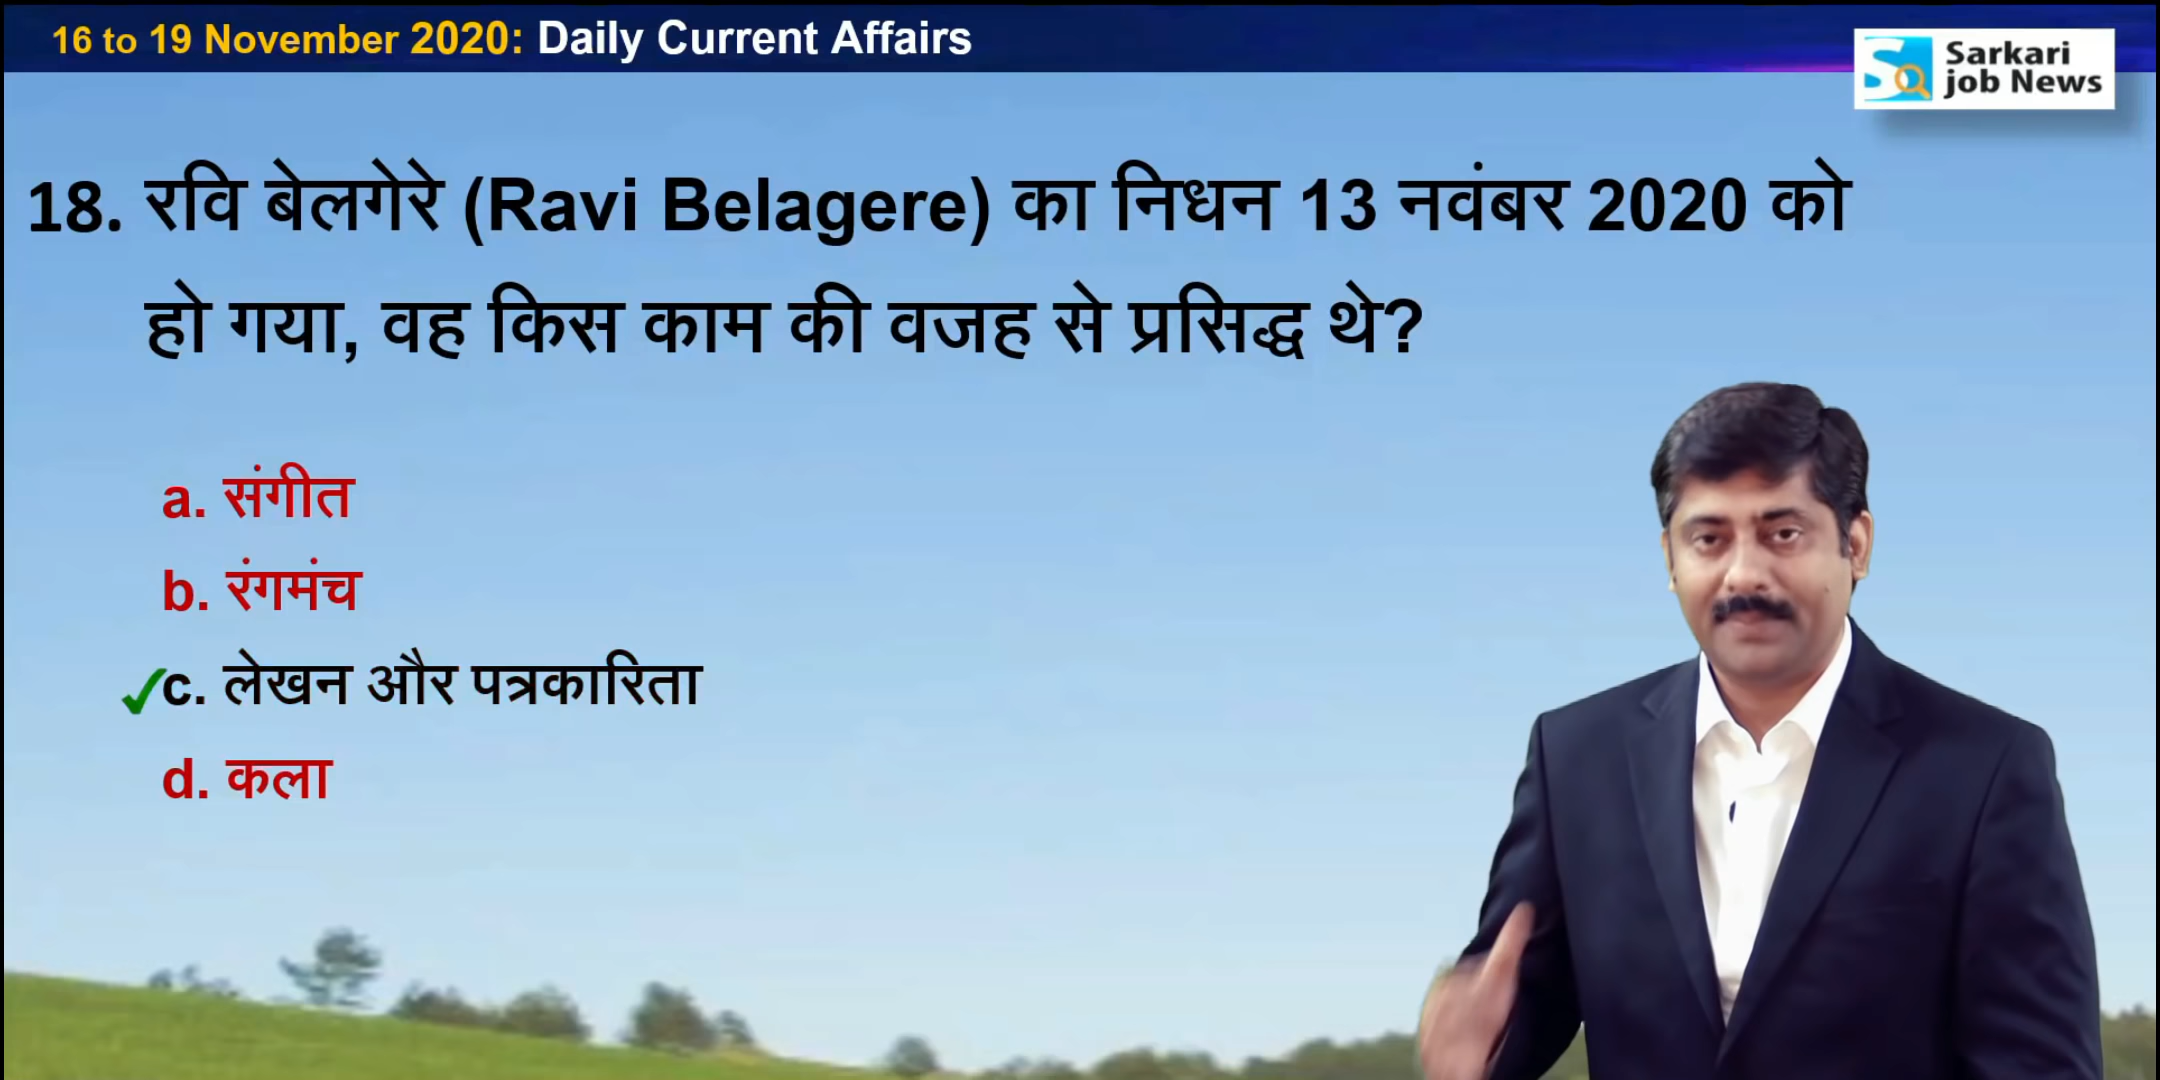 16 to 19 November 2020: Daily Current Affairs
Sarkari
job News
18. रवि बेलगेरे (Ravi Belagere) का निधन 13 नवंबर 2020 को
हो गया, वह किस काम की वजह से प्रसिद्ध थे?
a. संगीत
b. रंगमंच
✓c. लेखन और पत्रकारिता
d. कला